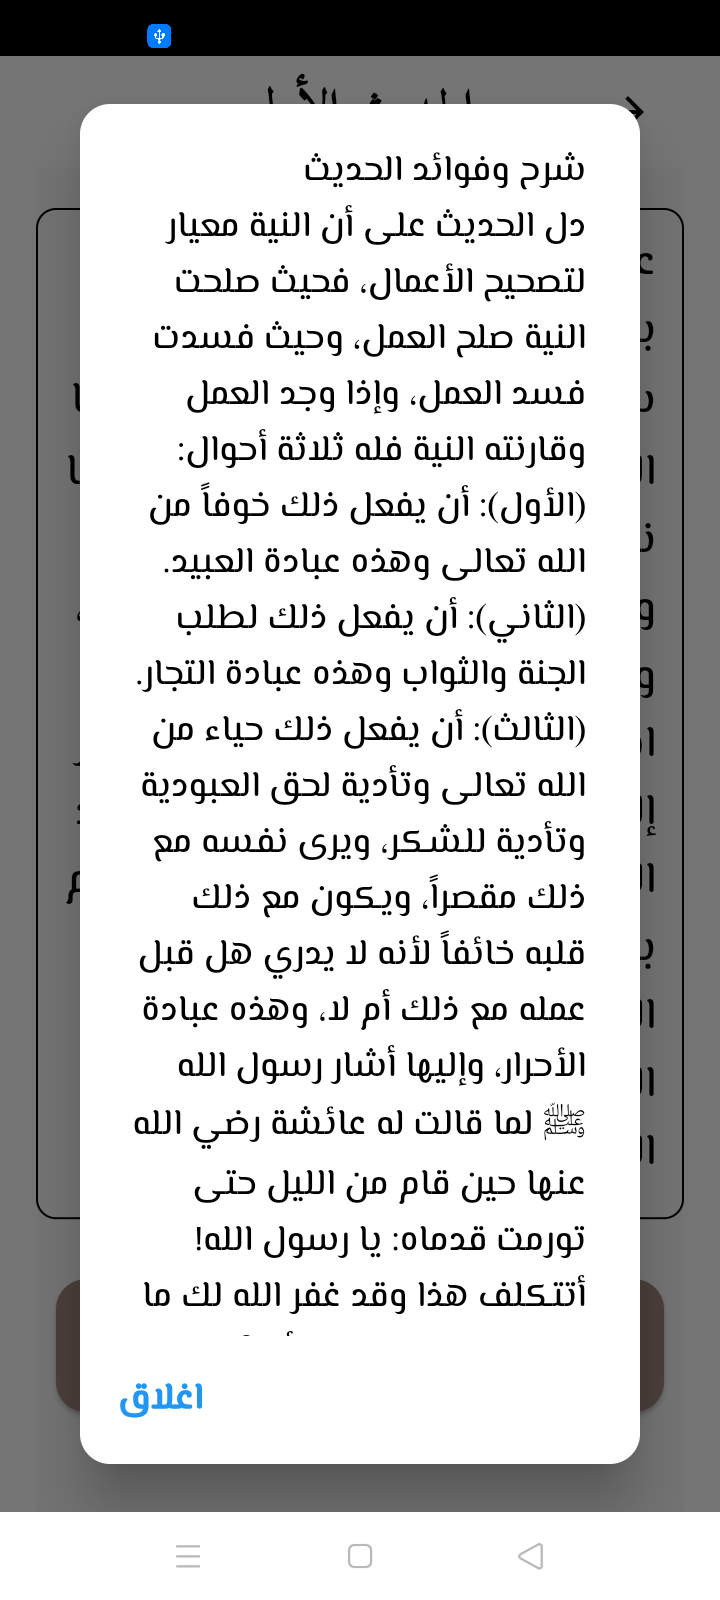 شرح وفوائد الحديث
دل الحديث على أن النية معيار
لتصحيح الأعمال، فحيث صلحت
النية صلح العمل، وحيث فسدت
فسد العمل، وإذا وجد العمل
وقارنته النية فله ثلاثة أحوال:
(الأول): أن يفعل ذلك خوفاً من
الله تعالى وهذه عبادة العبيد.
(الثاني): أن يفعل ذلك لطلب
الجنة والثواب وهذه عبادة التجار.
(الثالث): أن يفعل ذلك حياء من
الله تعالى وتأدية لحق العبودية
وتأدية للشكر، ويرى نفسه مع
ذلك مقصراً، ويكون مع ذلك
قلبه خائفاً لأنه لا يدري هل قبل
عمله مع ذلك أم لا، وهذه عبادة
الأحرار، وإليها أشار رسول الله
ﷺ لما قالت له عائشة رضي الله
عنها حين قام من الليل حتى
تورمت قدماه: يا رسول الله!
أتتكلف هذا وقد غفر الله لك ما
اغلاق